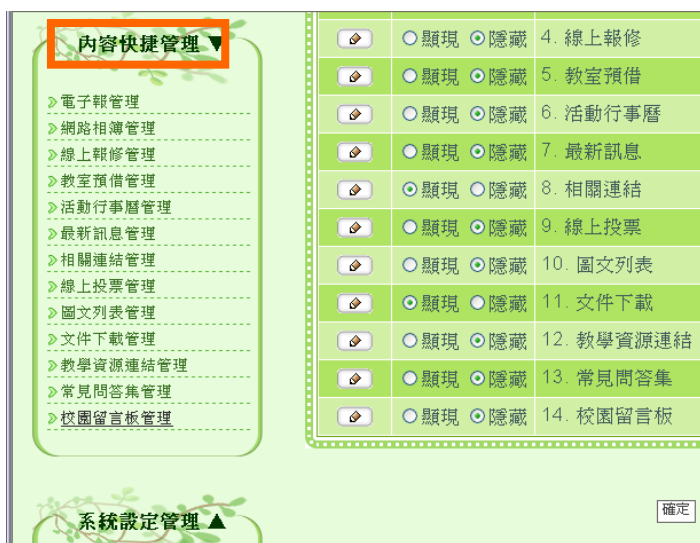 內容快捷管理 ▼
電子報管理
網路相簿管理
線上報修管理
教室預借管理
活動行事曆管理
最新訊息管理
相關連結管理
線上投票管理
圖文列表管理
文件下載管理
教學資源連結管理
常見問答集管理
校園留言板管理
系統設定管理 ▲
顯現 隱藏 4. 線上報修
顯現 隱藏 5. 教室預借
顯現 隱藏 6. 活動行事曆
顯現 隱藏 7. 最新訊息
顯現 隱藏 8. 相關連結
顯現 隱藏 9. 線上投票
顯現 隱藏 10. 圖文列表
顯現 隱藏 11. 文件下載
顯現 隱藏 12. 教學資源連結
顯現 隱藏 13. 常見問答集
顯現 隱藏 14. 校園留言板
確定